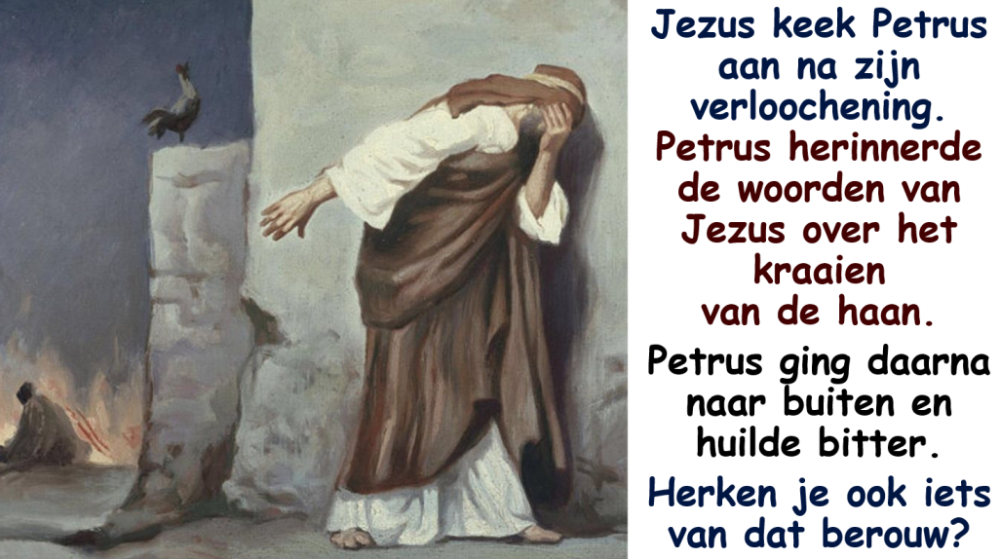 Jezus keek Petrus
aan na zijn
verloochening.
Petrus herinnerde
de woorden van
Jezus over het
kraaien
van de haan.
Petrus ging daarna
naar buiten en
huilde bitter.
Herken je ook iets
van dat berouw?